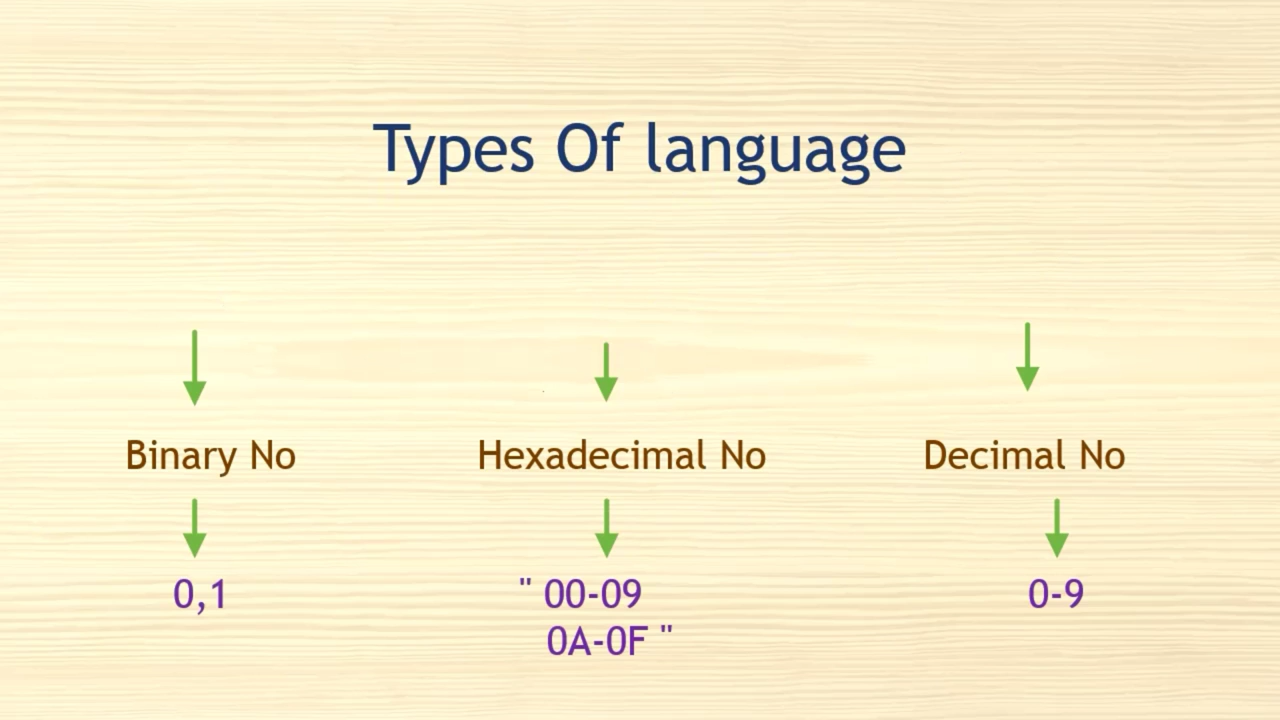 Types Of language
Binary No
Hexadecimal No
Decimal No
0,1
" 00-09
0A-0F "
0-9